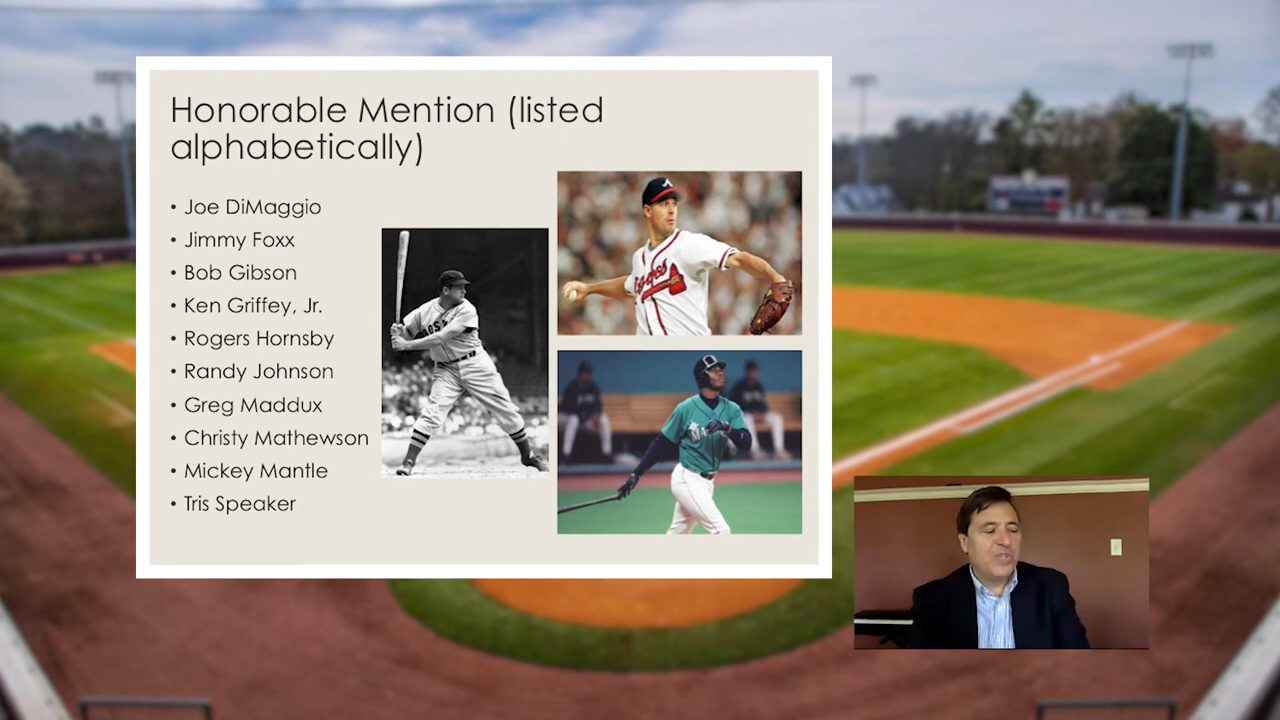 Honorable Mention (listed
alphabetically)
• Joe DiMaggio
• Jimmy Foxx
• Bob Gibson
• Ken Griffey, Jr.
• Rogers Hornsby
• Randy Johnson
• Greg Maddux
• Christy Mathewson
• Mickey Mantle
• Tris Speaker